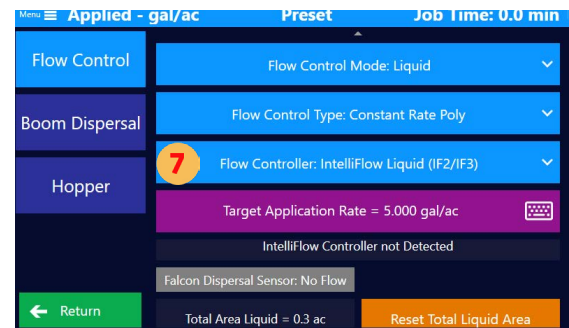 Menu ≡ Applied - gal/ac Preset Job Time: 0.0 min
Flow Control
Flow Control Mode: Liquid
Boom Dispersal
Flow Control Type: Constant Rate Poly
7 Flow Controller: IntelliFlow Liquid (IF2/IF3)
Hopper
Target Application Rate = 5.000 gal/ac
IntelliFlow Controller not Detected
Falcon Dispersal Sensor: No Flow
Return
Total Area Liquid = 0.3 ac
Reset Total Liquid Area